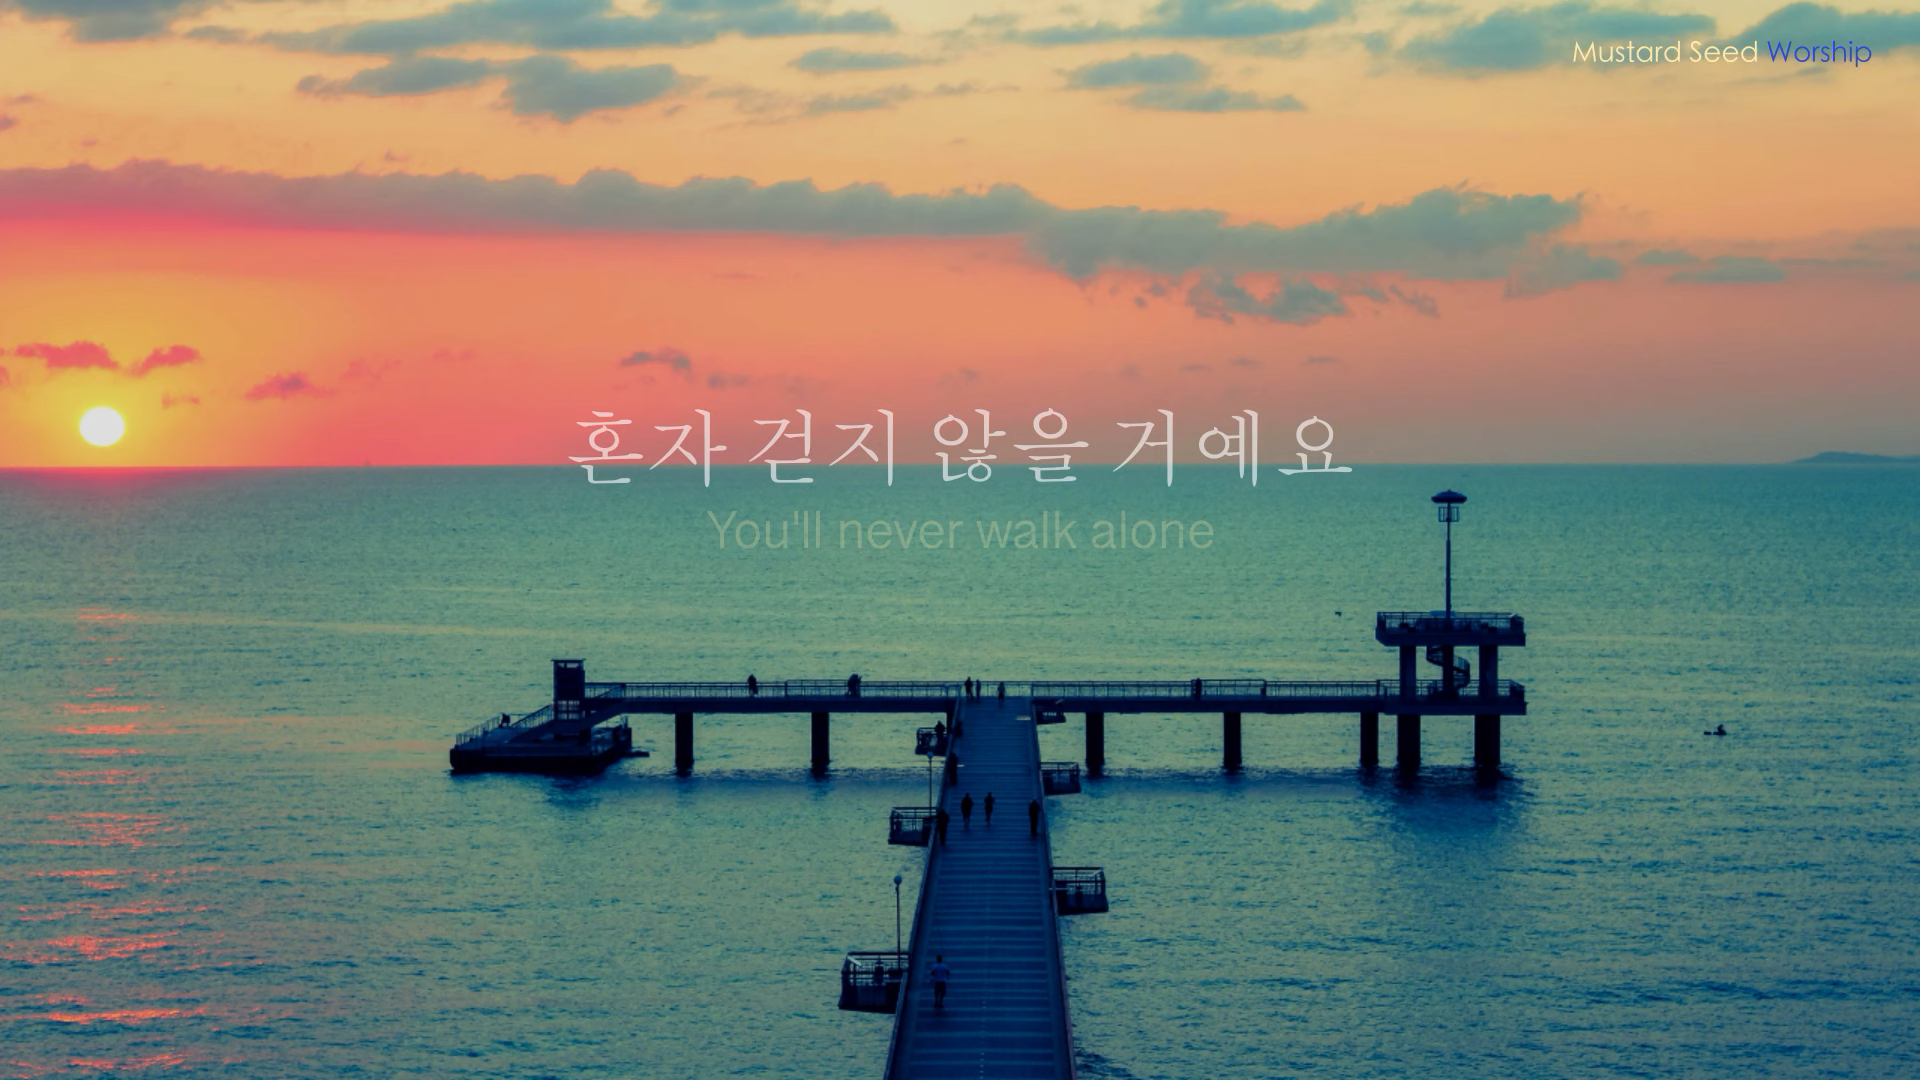 Mustard Seed Worship
혼자 걷지 않을 거예요
You'll never walk alone